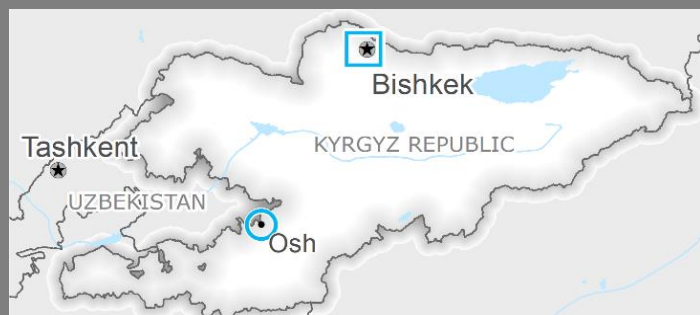 Bishkek
Tashkent
KYRGYZ REPUBLIC
UZBEKISTAN
Osh